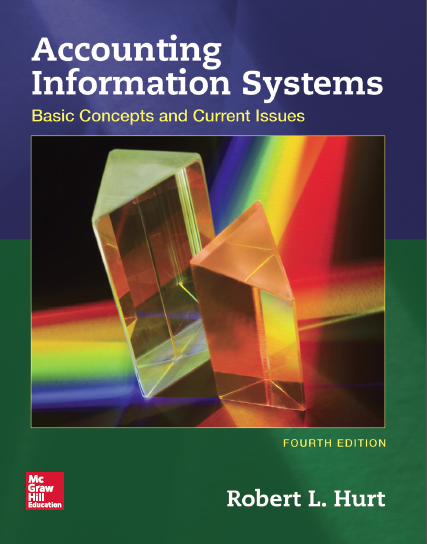 Accounting
Information Systems
Basic Concepts and Current Issues
FOURTH EDITION
Mc
Graw
Hill
Education
Robert L. Hurt